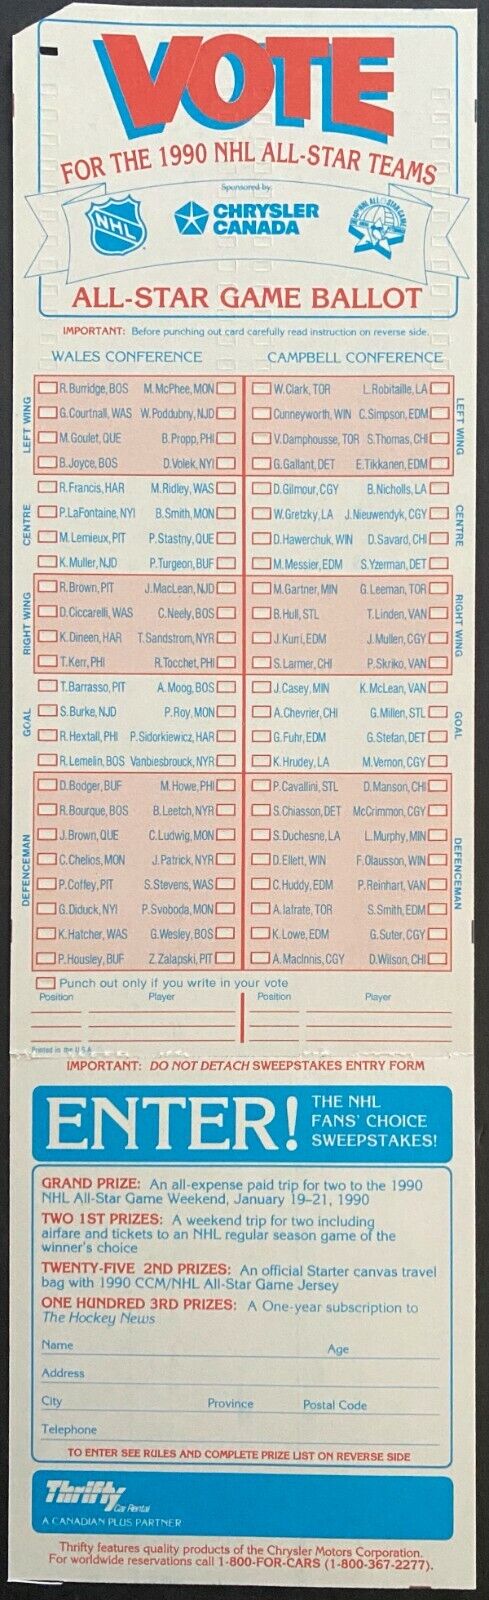 VOTE
FOR THE 1990 NHL ALL-STAR TEAMS
Sponsored by:
NHL
CHRYSLER
CANADA
ALL-STAR GAME BALLOT
IMPORTANT: Before punching out card carefully read instruction on reverse side.
WALES CONFERENCE CAMPBELL CONFERENCE
LEFT WING
R.Burridge, BOS M. McPhee, MON W. Clark, TOR L. Robitaille, LA
G.Courtnall, WAS W. Poddubny, NJD Cunneyworth, WIN C. Simpson, EDM
M.Goulet, QUE B. Propp, PHI V. Damphousse, TOR S. Thomas, CHI
B.Joyce, BOS D. Volek, NYI G. Gallant, DET E. Tikkanen, EDM
LEFT WING
CENTRE
R. Francis, HAR M. Ridley, WAS D. Gilmour, CGY B. Nicholls, LA
P. LaFontaine, NYI B. Smith, MON W. Gretzky, LA J. Nieuwendyk, CGY
M. Lemieux, PIT P. Stastny, QUE D. Hawerchuk, WIN D. Savard, CHI
K. Muller, NJD P. Turgeon, BUF M. Messier, EDM S. Yzerman, DET
CENTRE
RIGHT WING
R. Brown, PIT J. MacLean, NJD M. Gartner, MIN G. Leeman, TOR
D. Ciccarelli, WAS C. Neely, BOS B. Hull, STL T. Linden, VAN
K. Dineen, HAR T. Sandstrom, NYR J. Kurri, EDM J. Mullen, CGY
T. Kerr, PHI R. Tocchet, PHI S. Larmer, CHI P. Skriko, VAN
RIGHT WING
GOAL
T. Barrasso, PIT A. Moog, BOS J. Casey, MIN K. McLean, VAN
S. Burke, NJD P. Roy, MON A. Chevrier, CHI G. Millen, STL
R. Hextall, PHI P. Sidorkiewicz, HAR G. Fuhr, EDM G. Stefan, DET
R. Lemelin, BOS Vanbiesbrouck, NYR K. Hrudey, LA M. Vernon, CGY
GOAL
DEFENCEMAN
D. Bodger, BUF M. Howe, PHI P. Cavallini, STL D. Manson, CHI
R. Bourque, BOS B. Leetch, NYR S. Chiasson, DET McCrimmon, CGY
J. Brown, QUE C. Ludwig, MON S. Duchesne, LA L. Murphy, MIN
C. Chelios, MON J. Patrick, NYR D. Ellett, WIN F. Olausson, WIN
P. Coffey, PIT S. Stevens, WAS C. Huddy, EDM P. Reinhart, VAN
G. Diduck, NYI P. Svoboda, MON A. Iafrate, TOR S. Smith, EDM
K. Hatcher, WAS G. Wesley, BOS K. Lowe, EDM G. Suter, CGY
P. Housley, BUF Z. Zalapski, PIT A. MacInnis, CGY D. Wilson, CHI
DEFENCEMAN
Punch out only if you write in your vote
Position Player Position Player
Printed in the U.S.A.
IMPORTANT: DO NOT DETACH SWEEPSTAKES ENTRY FORM
ENTER!
THE NHL
FANS' CHOICE
SWEEPSTAKES!
GRAND PRIZE: An all-expense paid trip for two to the 1990
NHL All-Star Game Weekend, January 19–21, 1990
TWO 1ST PRIZES: A weekend trip for two including
airfare and tickets to an NHL regular season game of the
winner's choice
TWENTY-FIVE 2ND PRIZES: An official Starter canvas travel
bag with 1990 CCM/NHL All-Star Game Jersey
ONE HUNDRED 3RD PRIZES: A One-year subscription to
The Hockey News
Name Age
Address
City Province Postal Code
Telephone
TO ENTER SEE RULES AND COMPLETE PRIZE LIST ON REVERSE SIDE
Thrifty
Car Rental
A CANADIAN PLUS PARTNER
Thrifty features quality products of the Chrysler Motors Corporation.
For worldwide reservations call 1-800-FOR-CARS (1-800-367-2277).